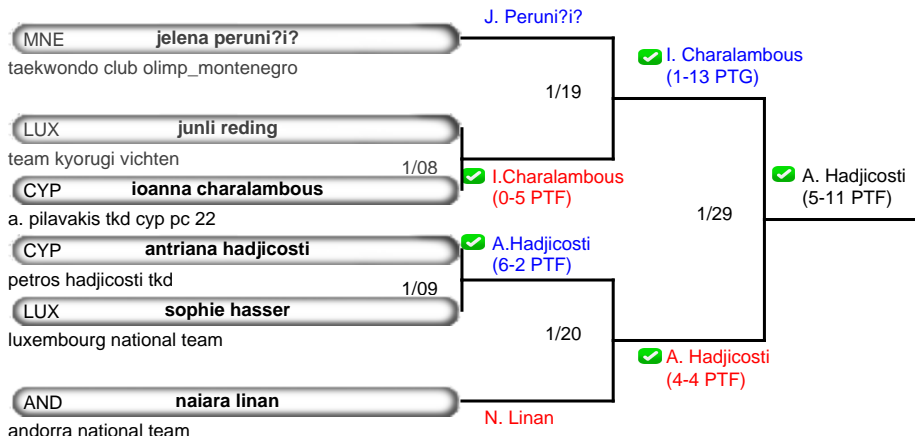 J. Peruni?i?
MNE jelena peruni?i?
taekwondo club olimp_montenegro
I. Charalambous
(1-13 PTG)
1/19
LUX junli reding
team kyorugi vichten
1/08
CYP ioanna charalambous
a. pilavakis tkd cyp pc 22
I.Charalambous
(0-5 PTF)
A. Hadjicosti
(5-11 PTF)
1/29
CYP antriana hadjicosti
petros hadjicosti tkd
A.Hadjicosti
(6-2 PTF)
1/09
LUX sophie hasser
luxembourg national team
1/20
A. Hadjicosti
(4-4 PTF)
AND naiara linan
andorra national team
N. Linan